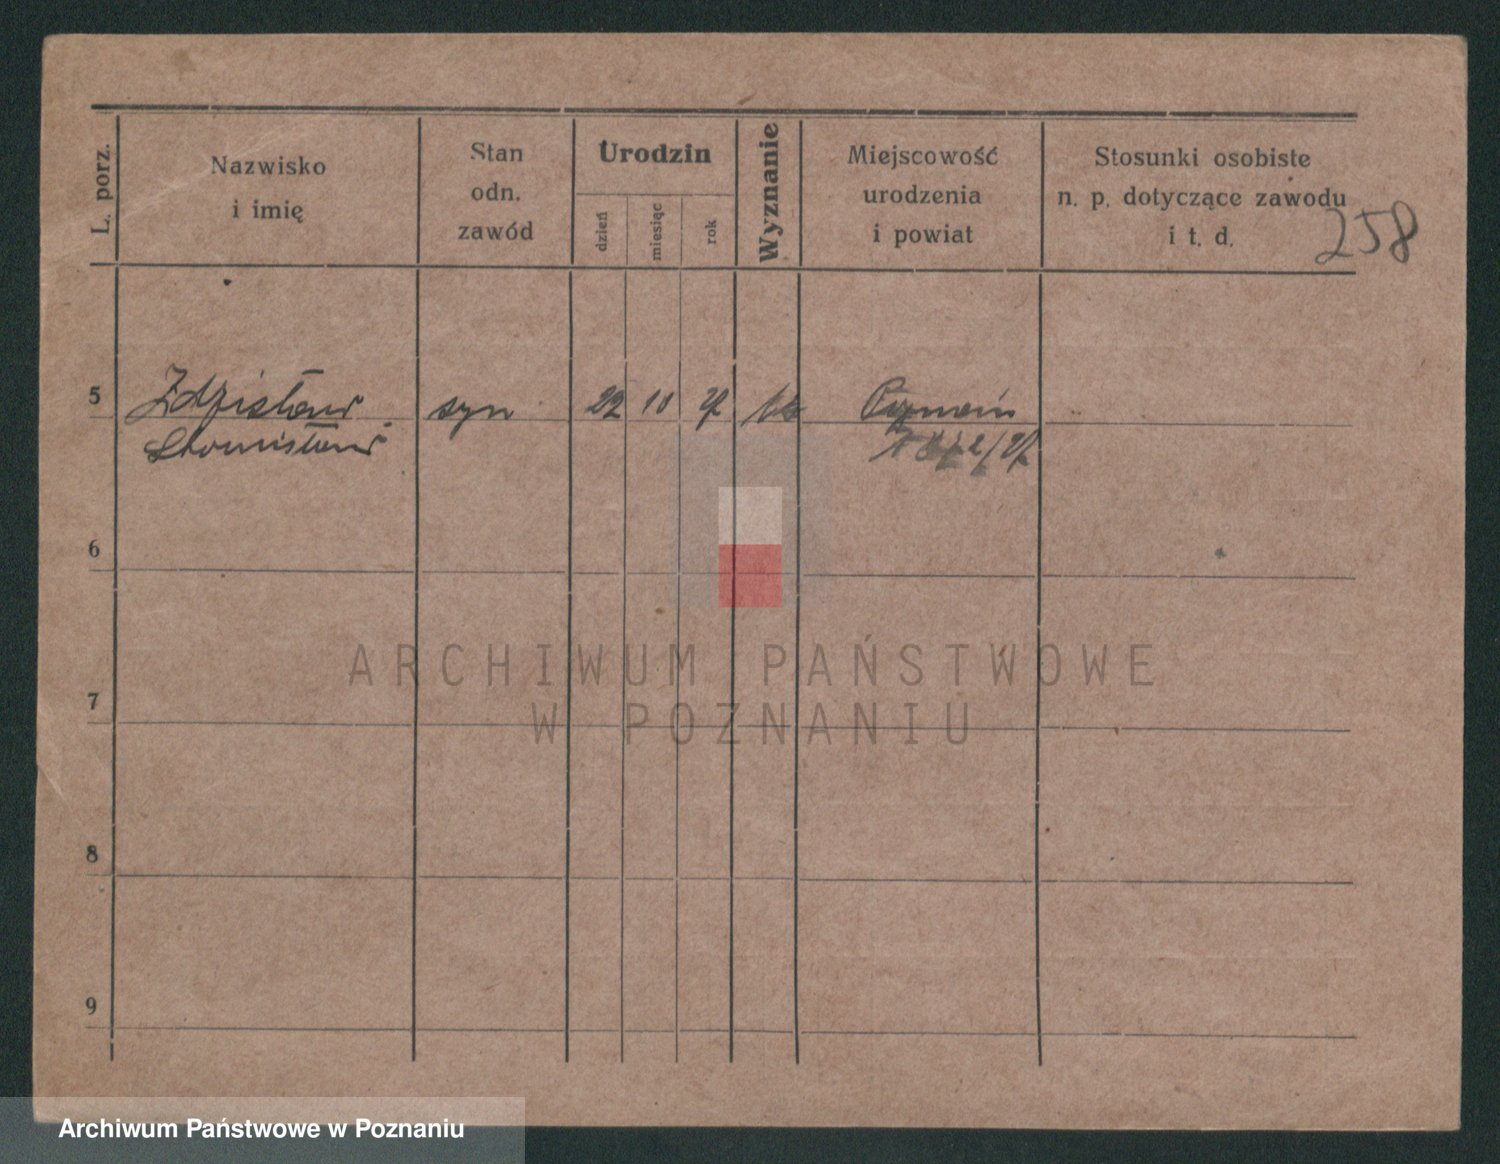 L. porz.
Nazwisko
i imię
Stan
odn.
zawód
Urodzin
dzień
miesiąc
rok
Wyznanie
Miejscowość
urodzenia
i powiat
Stosunki osobiste
n. p. dotyczące zawodu
i t. d.
258
5
Zdzisław
Stanisław
syn
22
10
Poznań
6
7
8
9
ARCHIWUM PAŃSTWOWE
W POZNANIU
Archiwum Państwowe w Poznaniu